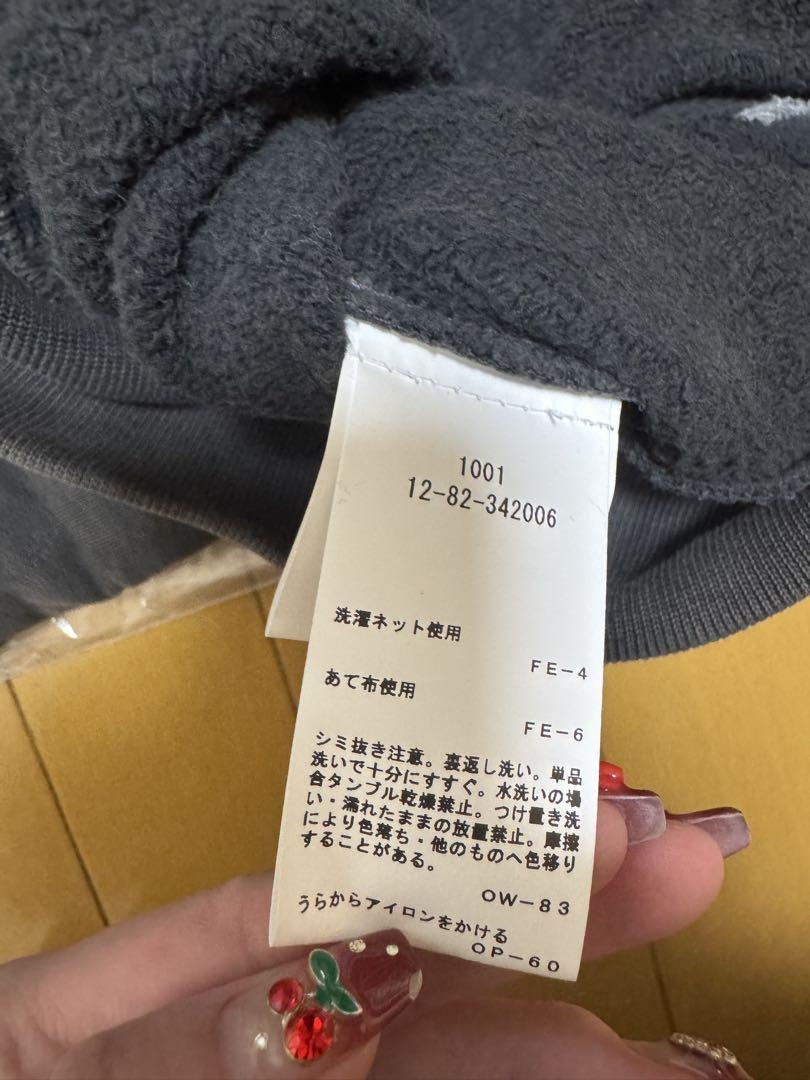 1001
12-82-342006
洗濯ネット使用
FE-4
あて布使用
FE-6
シミ抜き注意。裏返し洗い。単品
洗いで十分にすすぐ。水洗いの場
合タンブル乾燥禁止。つけ置き洗
い・濡れたままの放置禁止。摩擦
により色落ち・他のものへ色移り
することがある。
OW-83
うらからアイロンをかける
OP-60